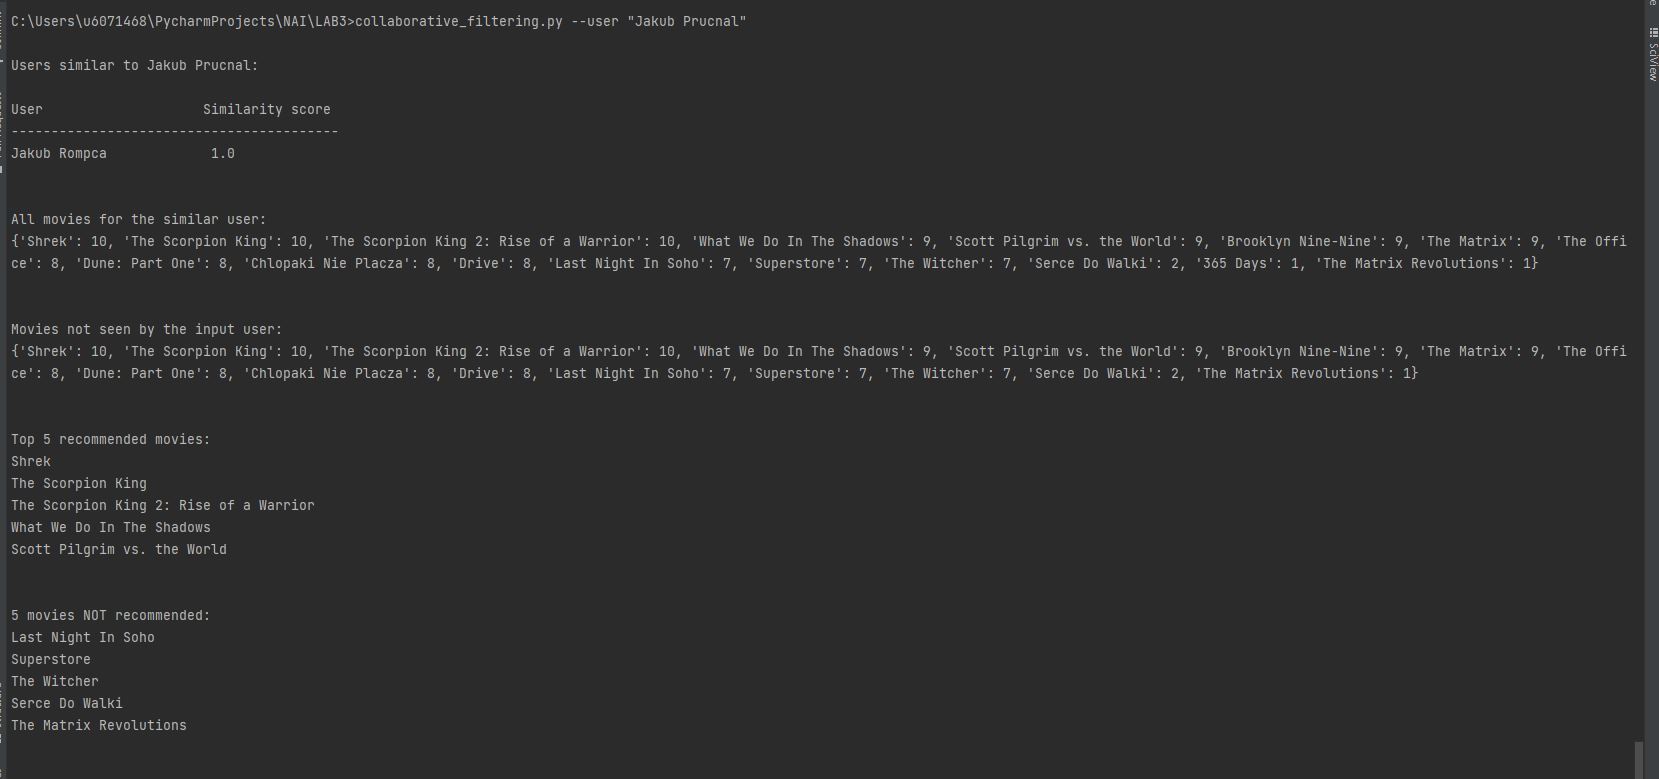 C:\Users\u6071468\PycharmProjects\NAI\LAB3>collaborative_filtering.py --user "Jakub Prucnal"
Users similar to Jakub Prucnal:
User                    Similarity score
-----------------------------------------
Jakub Rompca             1.0
All movies for the similar user:
{'Shrek': 10, 'The Scorpion King': 10, 'The Scorpion King 2: Rise of a Warrior': 10, 'What We Do In The Shadows': 9, 'Scott Pilgrim vs. the World': 9, 'Brooklyn Nine-Nine': 9, 'The Matrix': 9, 'The Offi
ce': 8, 'Dune: Part One': 8, 'Chlopaki Nie Placza': 8, 'Drive': 8, 'Last Night In Soho': 7, 'Superstore': 7, 'The Witcher': 7, 'Serce Do Walki': 2, '365 Days': 1, 'The Matrix Revolutions': 1}
Movies not seen by the input user:
{'Shrek': 10, 'The Scorpion King': 10, 'The Scorpion King 2: Rise of a Warrior': 10, 'What We Do In The Shadows': 9, 'Scott Pilgrim vs. the World': 9, 'Brooklyn Nine-Nine': 9, 'The Matrix': 9, 'The Offi
ce': 8, 'Dune: Part One': 8, 'Chlopaki Nie Placza': 8, 'Drive': 8, 'Last Night In Soho': 7, 'Superstore': 7, 'The Witcher': 7, 'Serce Do Walki': 2, 'The Matrix Revolutions': 1}
Top 5 recommended movies:
Shrek
The Scorpion King
The Scorpion King 2: Rise of a Warrior
What We Do In The Shadows
Scott Pilgrim vs. the World
5 movies NOT recommended:
Last Night In Soho
Superstore
The Witcher
Serce Do Walki
The Matrix Revolutions
SciView